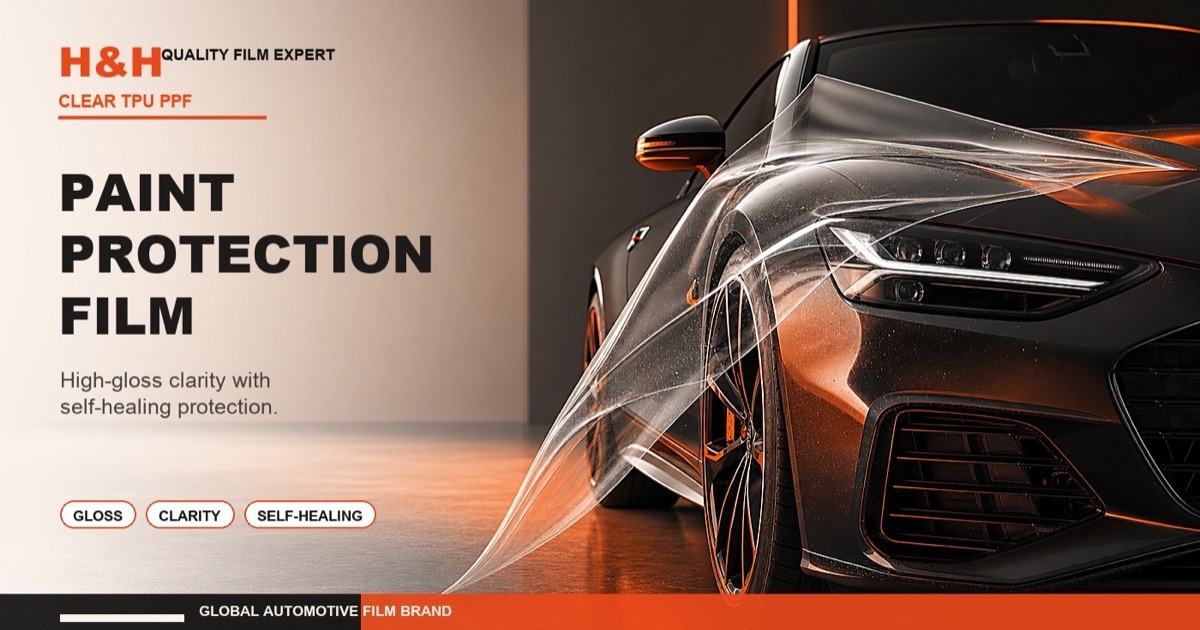 H&H QUALITY FILM EXPERT
CLEAR TPU PPF
PAINT
PROTECTION
FILM
High-gloss clarity with
self-healing protection.
GLOSS CLARITY SELF-HEALING
GLOBAL AUTOMOTIVE FILM BRAND